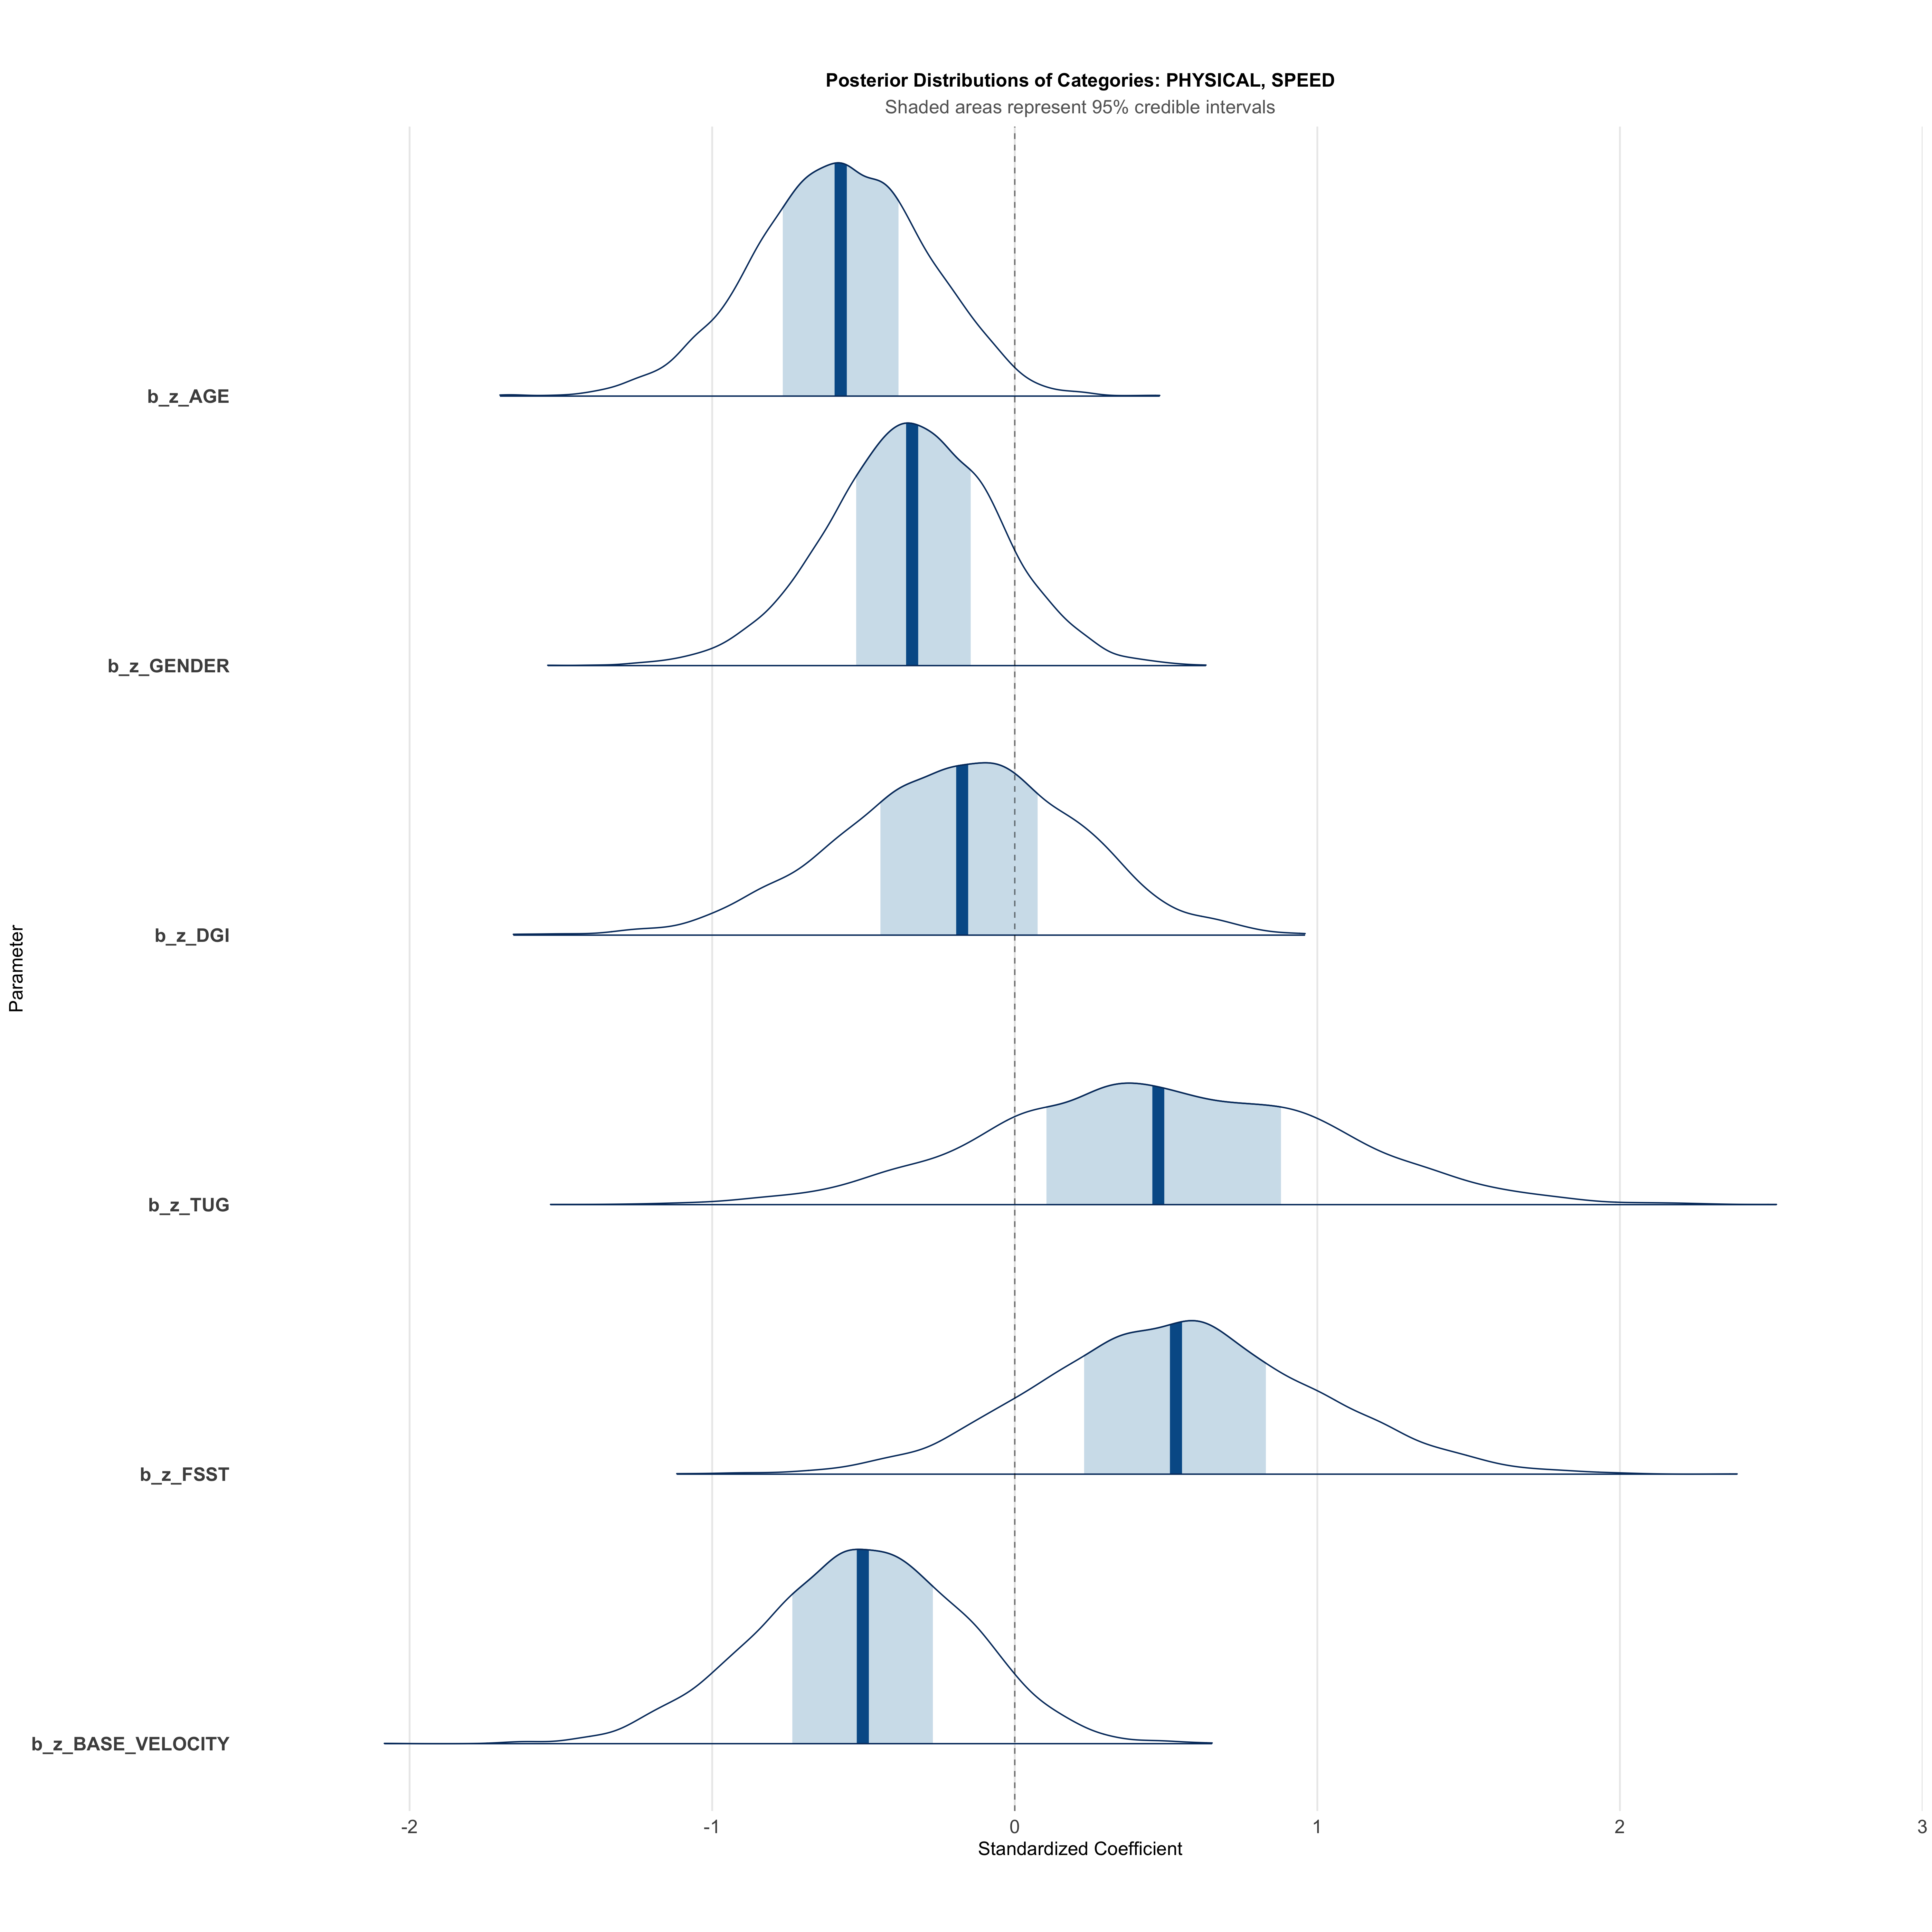 Posterior Distributions of Categories: PHYSICAL, SPEED
Shaded areas represent 95% credible intervals
b_z_AGE
b_z_GENDER
b_z_DGI
b_z_TUG
b_z_FSST
b_z_BASE_VELOCITY
Parameter
-2 -1 0 1 2 3
Standardized Coefficient